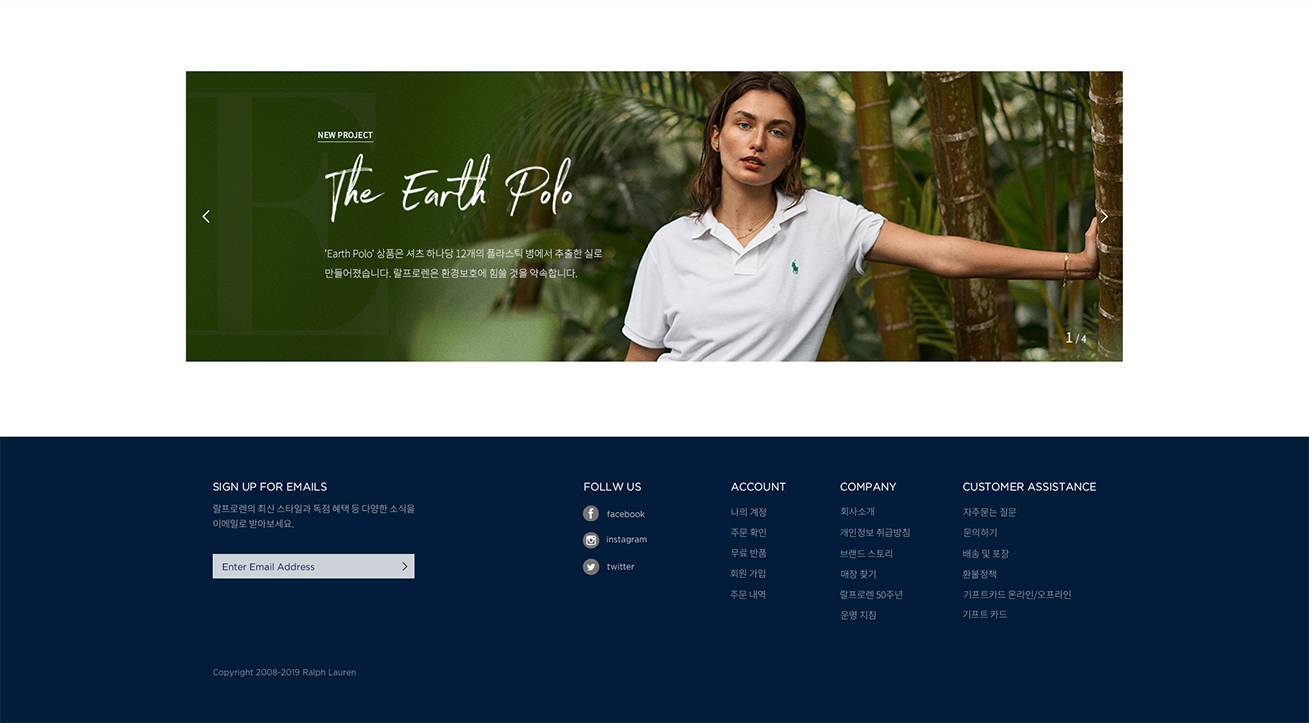 NEW PROJECT
The Earth Polo
'Earth Polo' 상품은 셔츠 하나당 12개의 플라스틱 병에서 추출한 실로
만들어졌습니다. 랄프로렌은 환경보호에 힘쓸 것을 약속합니다.
1 / 4
SIGN UP FOR EMAILS
랄프로렌의 최신 스타일과 독점 혜택 등 다양한 소식을
이메일로 받아보세요.
Enter Email Address
FOLLW US
facebook
instagram
twitter
ACCOUNT
나의 계정
주문 확인
무료 반품
회원 가입
주문 내역
COMPANY
회사소개
개인정보 취급방침
브랜드 스토리
매장 찾기
랄프로렌 50주년
운영 지침
CUSTOMER ASSISTANCE
자주묻는 질문
문의하기
배송 및 포장
환불정책
기프트카드 온라인/오프라인
기프트 카드
Copyright 2008-2019 Ralph Lauren